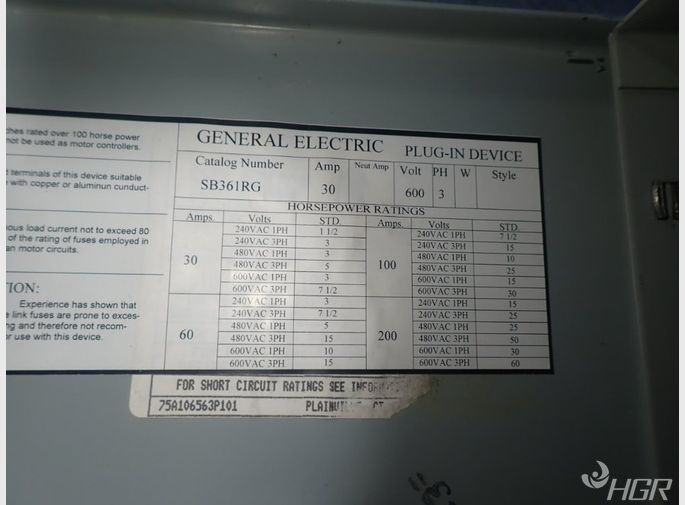 ches rated over 100 horse power
not be used as motor controllers.
terminals of this device suitable
with copper or aluminun conduct-
ous load current not to exceed 80
of the rating of fuses employed in
an motor circuits.
TION:
Experience has shown that
e link fuses are prone to exces-
ng and therefore not recom-
or use with this device.
GENERAL ELECTRIC PLUG-IN DEVICE
Catalog Number Amp Neut Amp Volt PH W Style
SB361RG 30 600 3
HORSEPOWER RATINGS
Amps. Volts STD. Amps. Volts STD.
30
240VAC 1PH 1 1/2
240VAC 3PH 3
480VAC 1PH 3
480VAC 3PH 5
600VAC 1PH 3
600VAC 3PH 7 1/2
60
240VAC 1PH 3
240VAC 3PH 7 1/2
480VAC 1PH 5
480VAC 3PH 15
600VAC 1PH 10
600VAC 3PH 15
100
240VAC 1PH 7 1/2
240VAC 3PH 15
480VAC 1PH 10
480VAC 3PH 25
600VAC 1PH 15
600VAC 3PH 30
200
240VAC 1PH 15
240VAC 3PH 25
480VAC 1PH 25
480VAC 3PH 50
600VAC 1PH 30
600VAC 3PH 60
FOR SHORT CIRCUIT RATINGS SEE
75A106563P101 CT
HGR